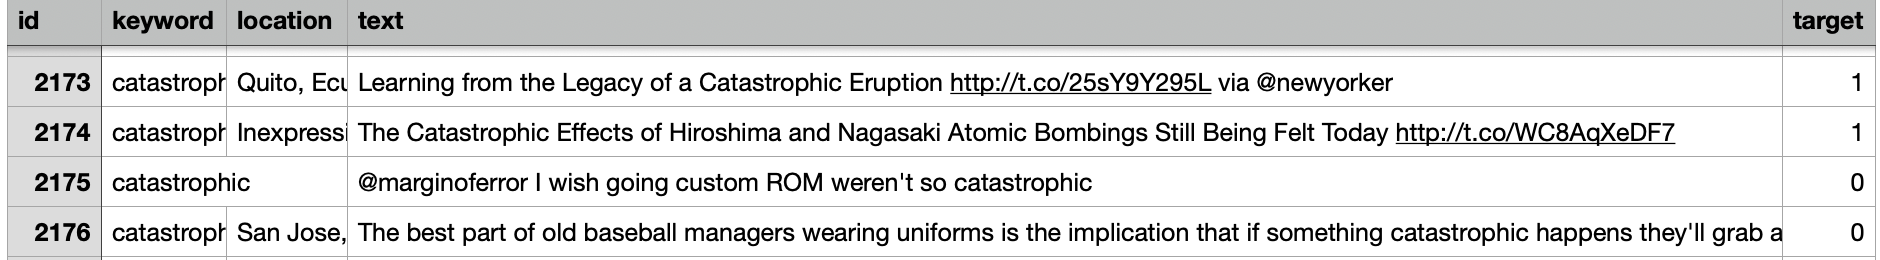 id keyword location text target
2173 catastroph Quito, Ecu Learning from the Legacy of a Catastrophic Eruption http://t.co/25sY9Y295L via @newyorker 1
2174 catastroph Inexpressi The Catastrophic Effects of Hiroshima and Nagasaki Atomic Bombings Still Being Felt Today http://t.co/WC8AqXeDF7 1
2175 catastrophic @marginoferror I wish going custom ROM weren't so catastrophic 0
2176 catastroph San Jose, The best part of old baseball managers wearing uniforms is the implication that if something catastrophic happens they'll grab a 0